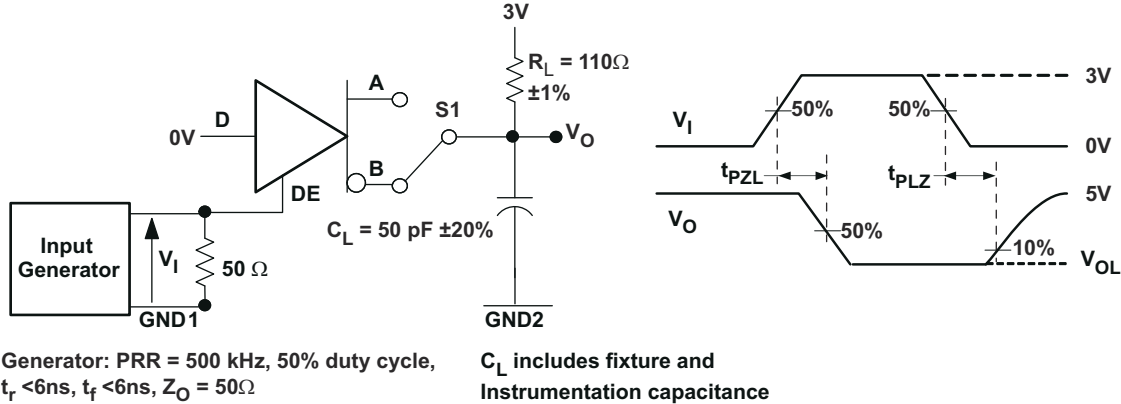 3V
R_L = 110Ω
±1%
A
S1
D
0V
V_O
B
DE
C_L = 50 pF ±20%
Input
Generator
V_I
50 Ω
GND1
GND2
Generator: PRR = 500 kHz, 50% duty cycle,
t_r <6ns, t_f <6ns, Z_O = 50Ω
C_L includes fixture and
Instrumentation capacitance
3V
50%
50%
V_I
0V
t_PZL
t_PLZ
5V
V_O
50%
10%
V_OL